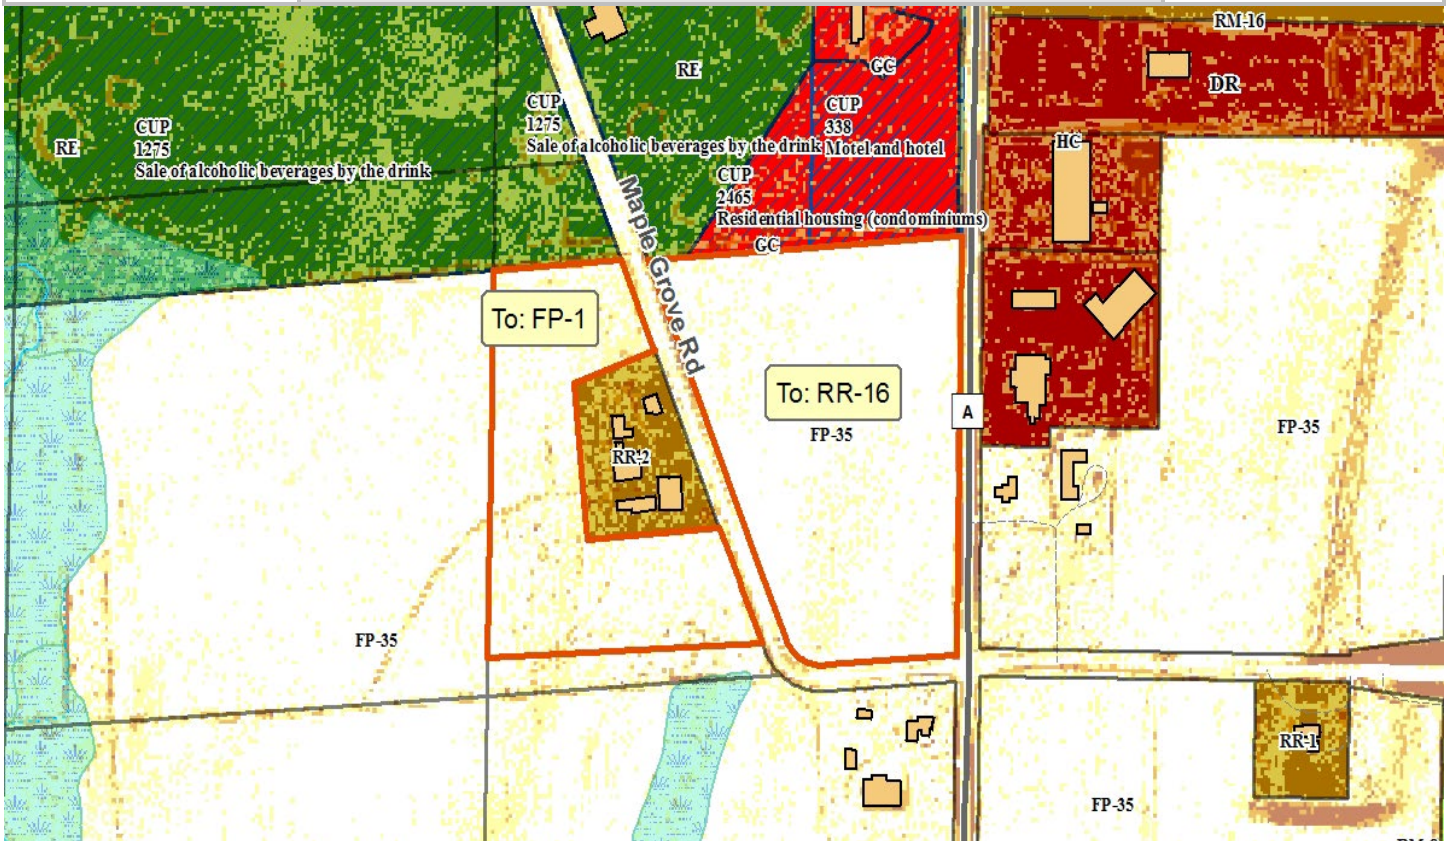 RM-16
RE
GC
DR
CUP
1275
Sale of alcoholic beverages by the drink
CUP
338
Motel and hotel
CUP
1275
Sale of alcoholic beverages by the drink
HC
RE
CUP
2465
Residential housing (condominiums)
GC
Maple Grove Rd
To: FP-1
To: RR-16
A
FP-35
FP-35
RR-2
FP-35
RR-1
FP-35